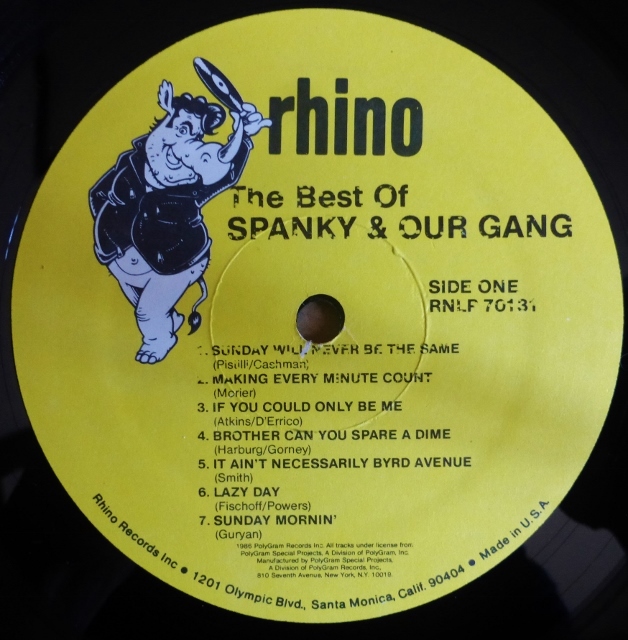 rhino
The Best Of
SPANKY & OUR GANG
SIDE ONE
RNLP 70131
1. SUNDAY WILL NEVER BE THE SAME
(Pistilli/Cashman)
2. MAKING EVERY MINUTE COUNT
(Morier)
3. IF YOU COULD ONLY BE ME
(Atkins/D'Errico)
4. BROTHER CAN YOU SPARE A DIME
(Harburg/Gorney)
5. IT AIN'T NECESSARILY BYRD AVENUE
(Smith)
6. LAZY DAY
(Fischoff/Powers)
7. SUNDAY MORNIN'
(Guryan)
1986 PolyGram Records Inc. All tracks under license from
PolyGram Special Projects, A Division of PolyGram, Inc.
Manufactured by PolyGram Special Projects,
A Division of PolyGram Records, Inc.,
810 Seventh Avenue, New York, N.Y. 10019.
Rhino Records Inc • 1201 Olympic Blvd., Santa Monica, Calif. 90404 • Made in U.S.A.